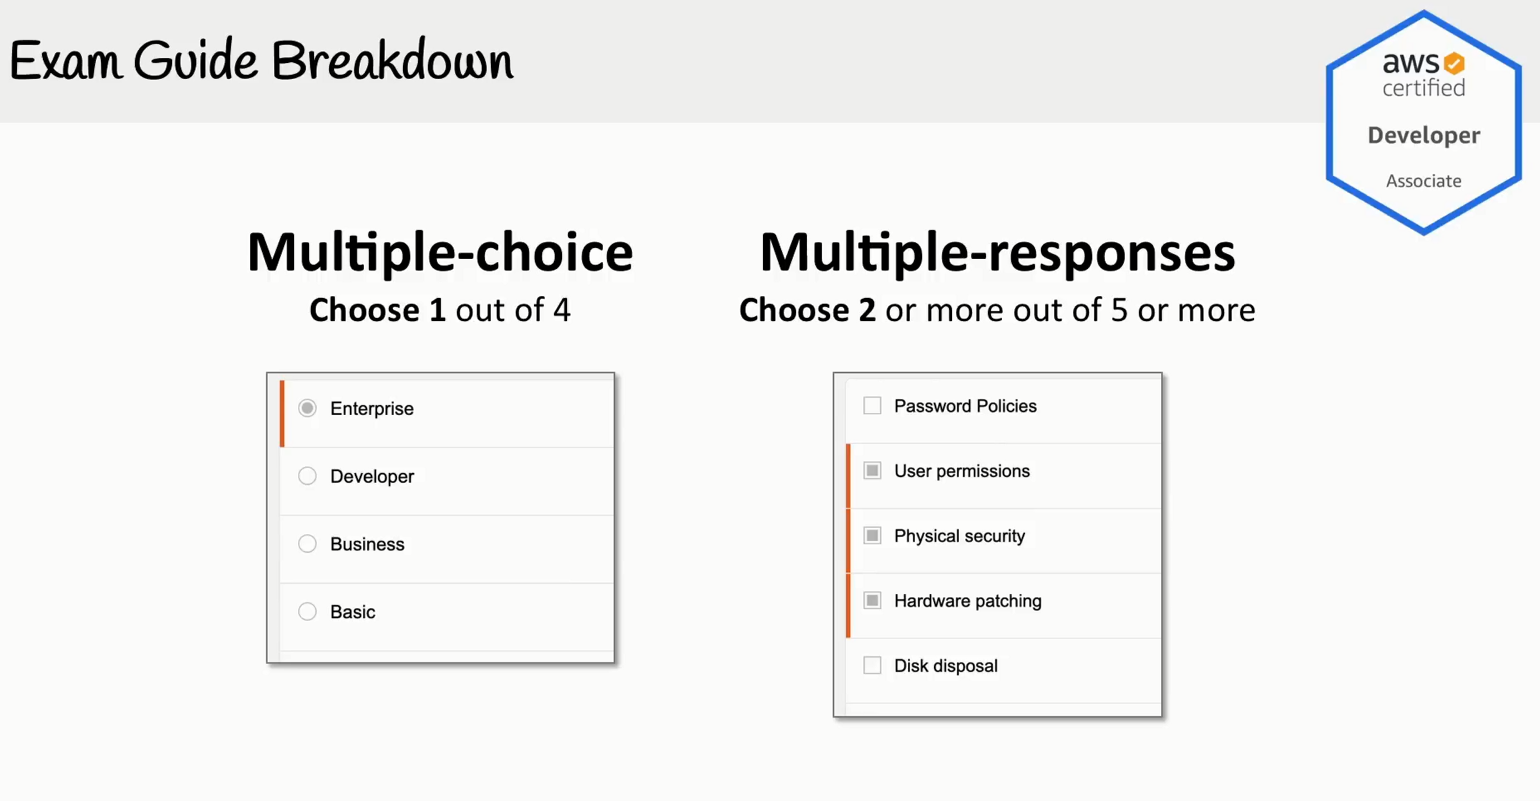 Exam Guide Breakdown
aws
certified
Developer
Associate
Multiple-choice
Choose 1 out of 4
Enterprise
Developer
Business
Basic
Multiple-responses
Choose 2 or more out of 5 or more
Password Policies
User permissions
Physical security
Hardware patching
Disk disposal